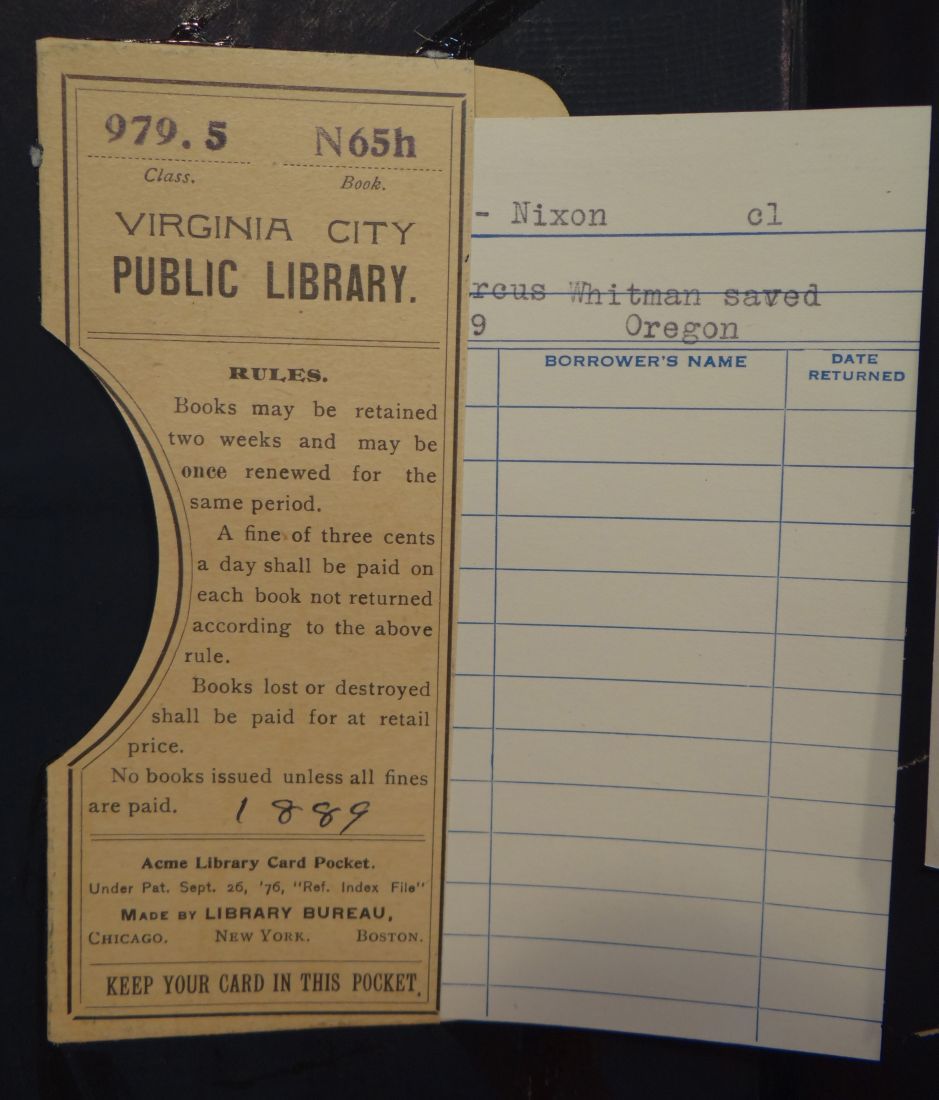 979.5 N65h
Class. Book.
VIRGINIA CITY
PUBLIC LIBRARY.
RULES.
Books may be retained
two weeks and may be
once renewed for the
same period.
A fine of three cents
a day shall be paid on
each book not returned
according to the above
rule.
Books lost or destroyed
shall be paid for at retail
price.
No books issued unless all fines
are paid. 1889
Acme Library Card Pocket.
Under Pat. Sept. 26, '76, "Ref. Index File"
MADE BY LIBRARY BUREAU,
CHICAGO. NEW YORK. BOSTON.
KEEP YOUR CARD IN THIS POCKET.
- Nixon cl
rcus Whitman saved
9 Oregon
BORROWER'S NAME
DATE
RETURNED